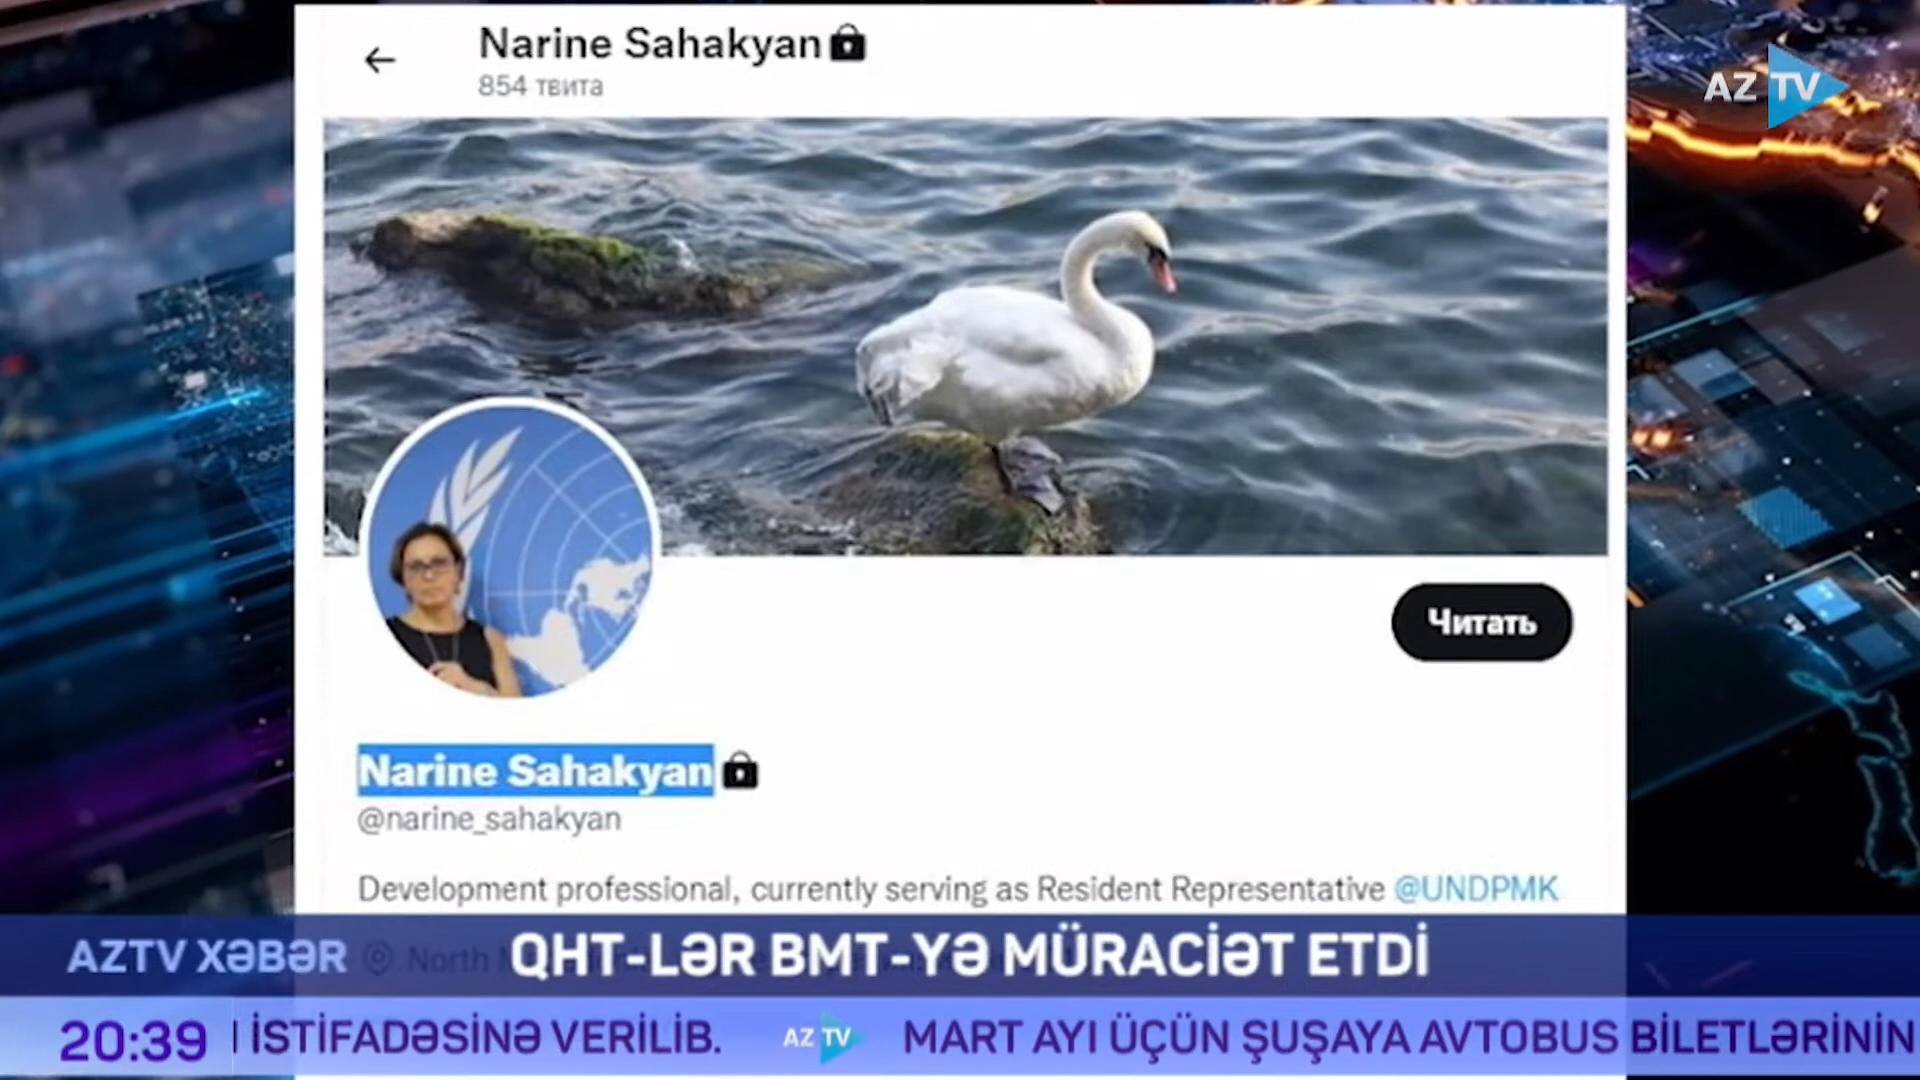 Narine Sahakyan
854 твита
AZ TV
Читать
Narine Sahakyan
@narine_sahakyan
Development professional, currently serving as Resident Representative @UNDPMK
North
AZTV XƏBƏR
QHT-LƏR BMT-YƏ MÜRACİƏT ETDİ
20:39
İSTİFADƏSİNƏ VERİLİB. AZ TV MART AYI ÜÇÜN ŞUŞAYA AVTOBUS BİLETLƏRİNİN